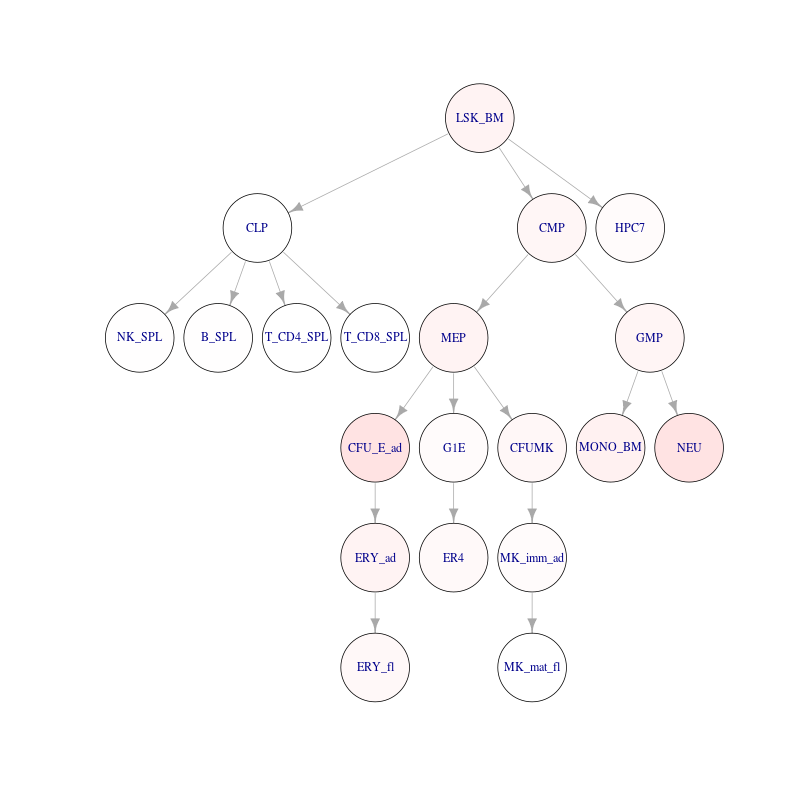 LSK_BM
CLP
CMP
HPC7
NK_SPL
B_SPL
T_CD4_SPL
T_CD8_SPL
MEP
GMP
CFU_E_ad
G1E
CFUMK
MONO_BM
NEU
ERY_ad
ER4
MK_imm_ad
ERY_fl
MK_mat_fl